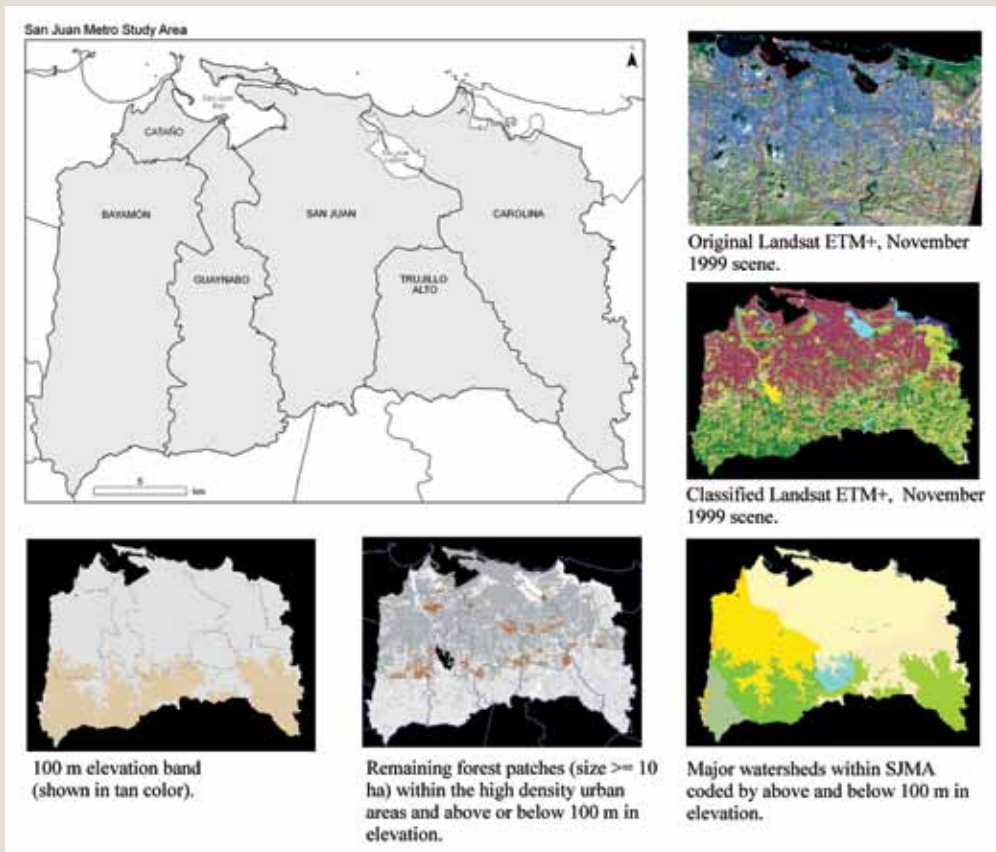 San Juan Metro Study Area
CATAÑO
BAYAMÓN
SAN JUAN
CAROLINA
GUAYNABO
TRUJILLO
ALTO
5
km
Original Landsat ETM+, November
1999 scene.
Classified Landsat ETM+, November
1999 scene.
100 m elevation band
(shown in tan color).
Remaining forest patches (size >= 10
ha) within the high density urban
areas and above or below 100 m in
elevation.
Major watersheds within SJMA
coded by above and below 100 m in
elevation.